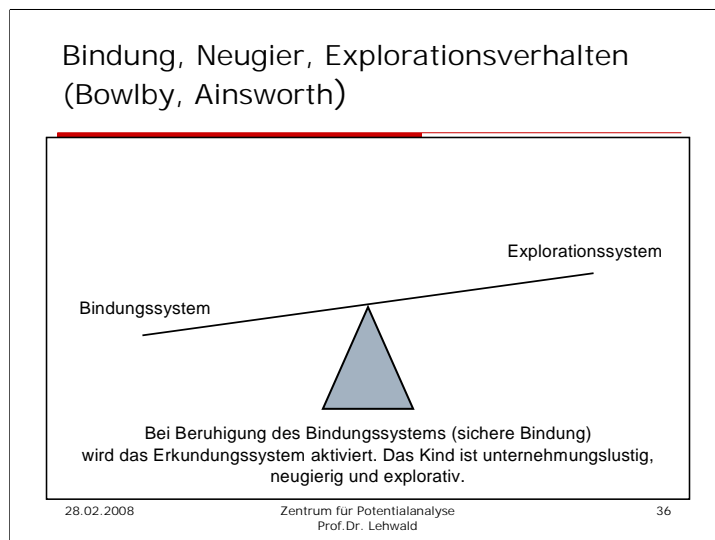 Bindung, Neugier, Explorationsverhalten
(Bowlby, Ainsworth)
Explorationssystem
Bindungssystem
Bei Beruhigung des Bindungssystems (sichere Bindung)
wird das Erkundungssystem aktiviert. Das Kind ist unternehmungslustig,
neugierig und explorativ.
28.02.2008
Zentrum für Potentialanalyse
Prof.Dr. Lehwald
36